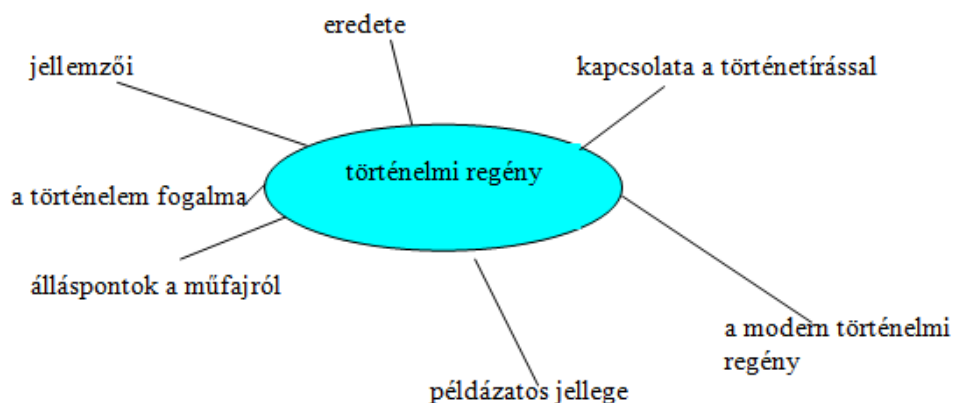 eredete
jellemzői
kapcsolata a történetírással
történelmi regény
a történelem fogalma
álláspontok a műfajról
a modern történelmi
regény
példázatos jellege